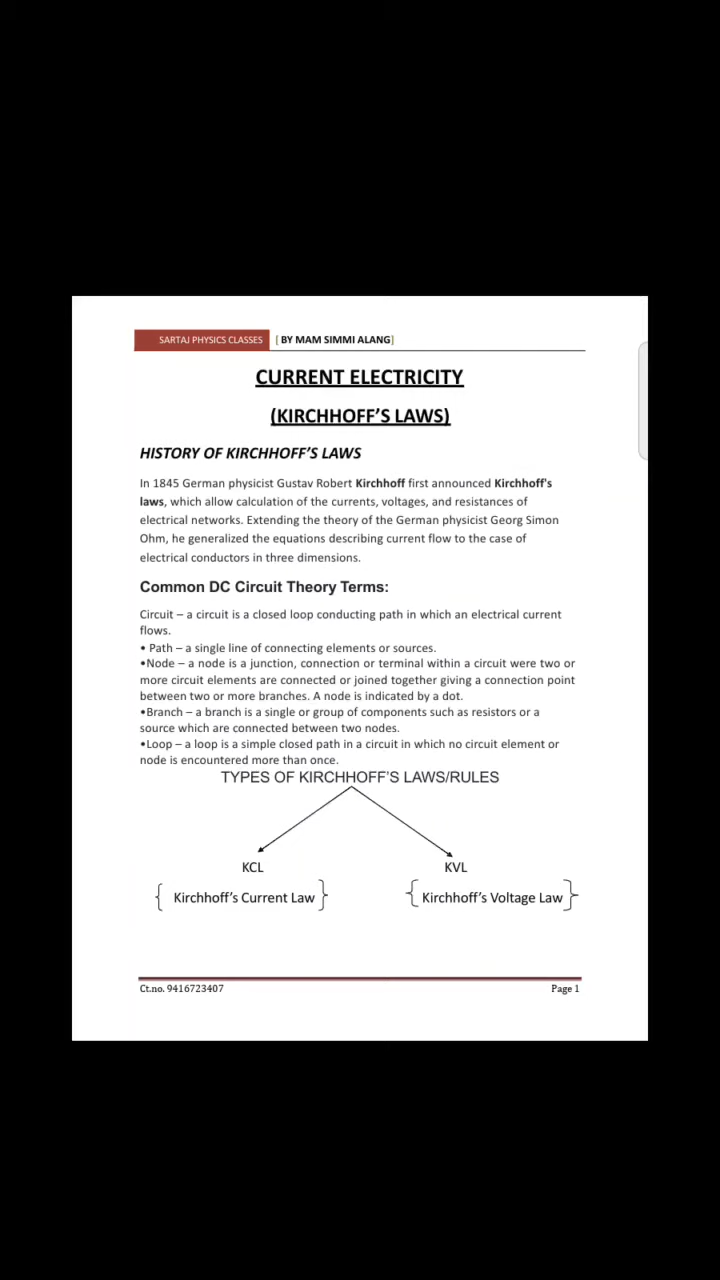 SARTAJ PHYSICS CLASSES [ BY MAM SIMMI ALANG]
CURRENT ELECTRICITY
(KIRCHHOFF'S LAWS)
HISTORY OF KIRCHHOFF'S LAWS
In 1845 German physicist Gustav Robert Kirchhoff first announced Kirchhoff's
laws, which allow calculation of the currents, voltages, and resistances of
electrical networks. Extending the theory of the German physicist Georg Simon
Ohm, he generalized the equations describing current flow to the case of
electrical conductors in three dimensions.
Common DC Circuit Theory Terms:
Circuit – a circuit is a closed loop conducting path in which an electrical current
flows.
• Path – a single line of connecting elements or sources.
•Node – a node is a junction, connection or terminal within a circuit were two or
more circuit elements are connected or joined together giving a connection point
between two or more branches. A node is indicated by a dot.
•Branch – a branch is a single or group of components such as resistors or a
source which are connected between two nodes.
•Loop – a loop is a simple closed path in a circuit in which no circuit element or
node is encountered more than once.
TYPES OF KIRCHHOFF'S LAWS/RULES
KCL KVL
{ Kirchhoff's Current Law } { Kirchhoff's Voltage Law }
Ct.no. 9416723407 Page 1